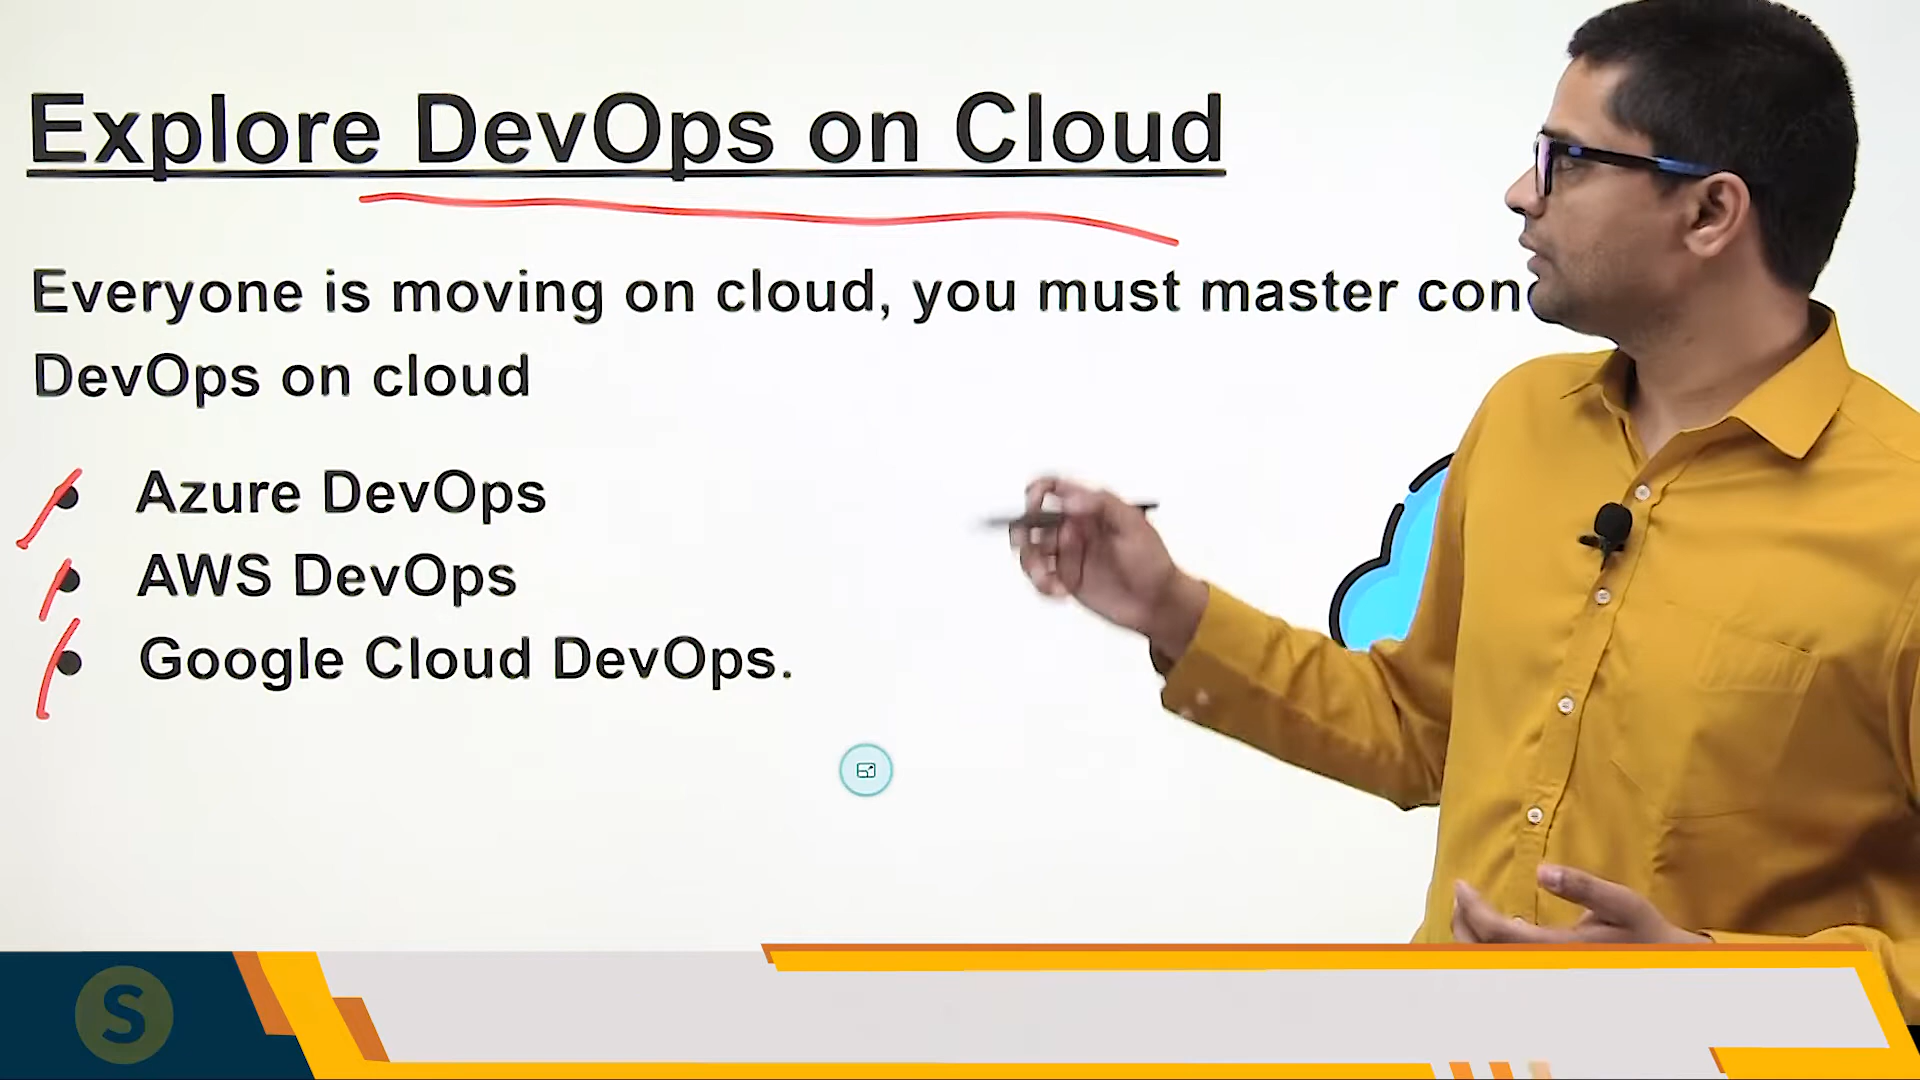 Explore DevOps on Cloud
Everyone is moving on cloud, you must master
DevOps on cloud
• Azure DevOps
• AWS DevOps
• Google Cloud DevOps.
S